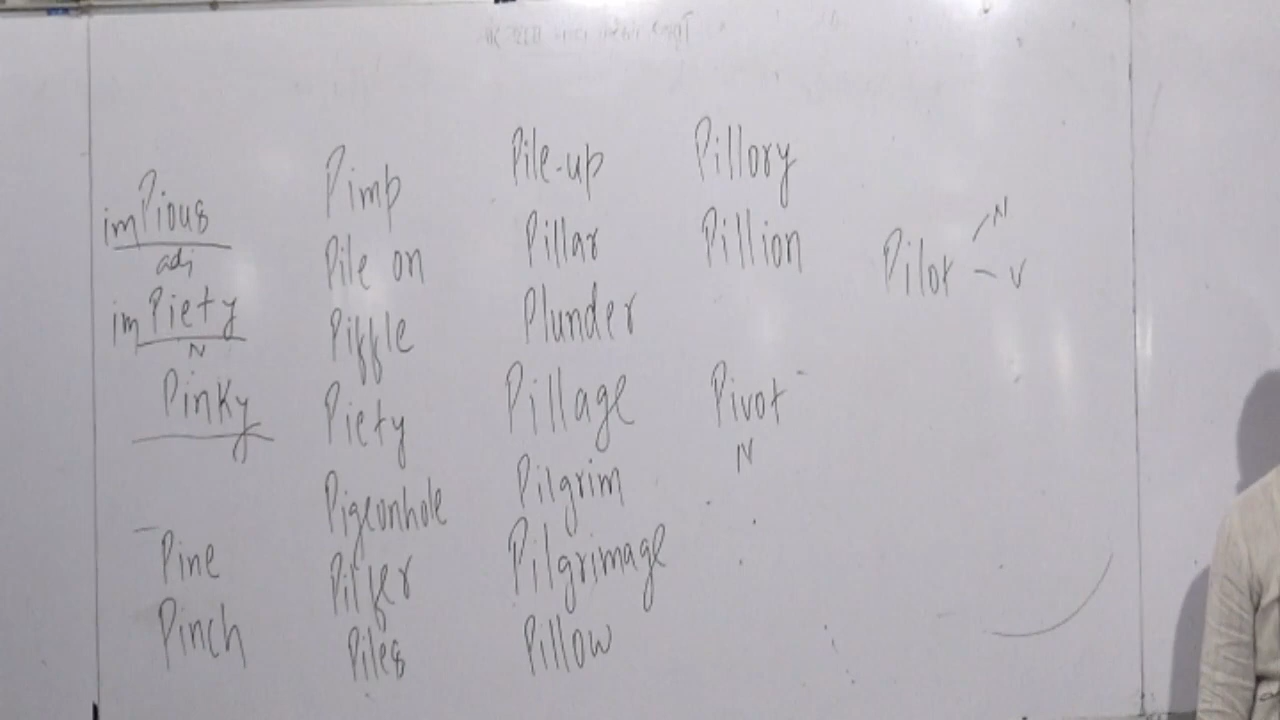 imPious
adj
imPiety
N
Pinky
Pine
Pinch
Pimp
Pile on
Piffle
Piety
Pigeonhole
Pilfer
Piles
Pile-up
Pillar
Plunder
Pillage
Pilgrim
Pilgrimage
Pillow
Pillory
Pillion
Pivot
N
Pilot - N
- v